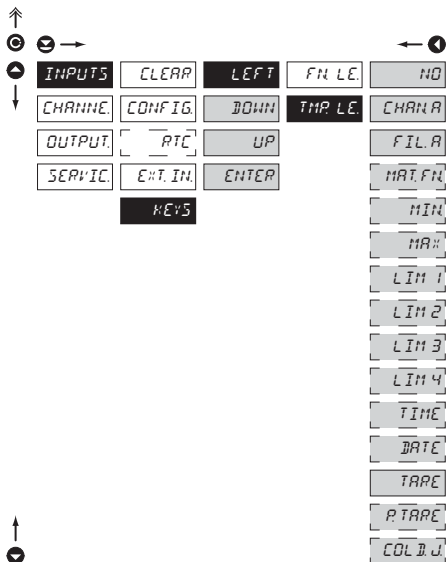 INPUTS CLEAR LEFT FN. LE. NO
CHANNE. CONFIG. DOWN TMP. LE. CHAN. A
OUTPUT. RTC UP FIL. A
SERVIC. EXT. IN. ENTER MAT. FN.
KEYS MIN.
MAX
LIM 1
LIM 2
LIM 3
LIM 4
TIME
DATE
TARE
P. TARE
COLD. J.